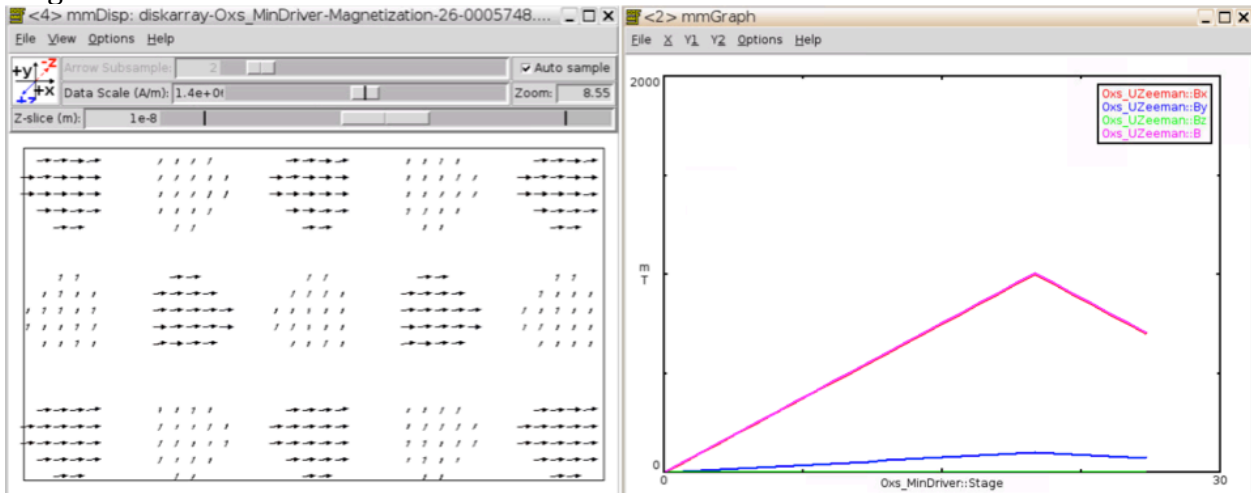 <4> mmDisp: diskarray-Oxs_MinDriver-Magnetization-26-0005748....
File View Options Help
+y -z +x +z
Arrow Subsample: 2
Auto sample
Data Scale (A/m): 1.4e+0
Zoom: 8.55
Z-slice (m): 1e-8
<2> mmGraph
File X Y1 Y2 Options Help
2000
Oxs_UZeeman::Bx
Oxs_UZeeman::By
Oxs_UZeeman::Bz
Oxs_UZeeman::B
m
T
0
0
Oxs_MinDriver::Stage
30